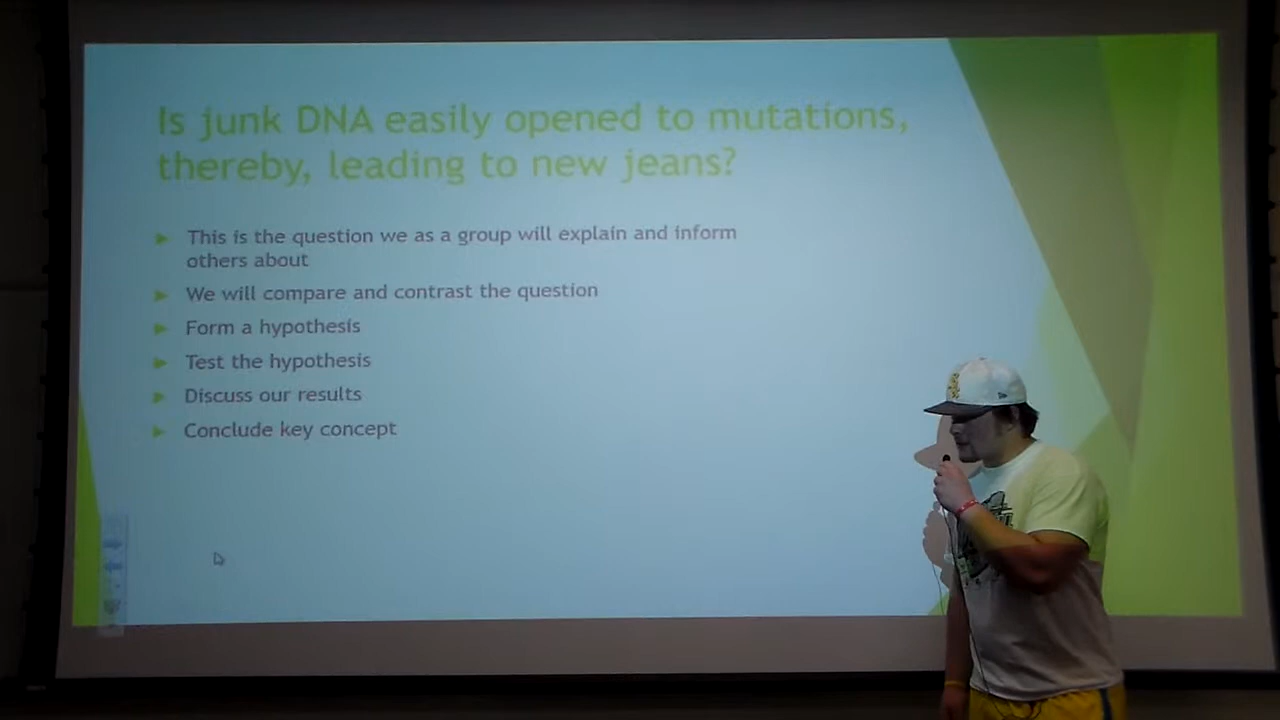 Is junk DNA easily opened to mutations,
thereby, leading to new jeans?
This is the question we as a group will explain and inform
others about
We will compare and contrast the question
Form a hypothesis
Test the hypothesis
Discuss our results
Conclude key concept